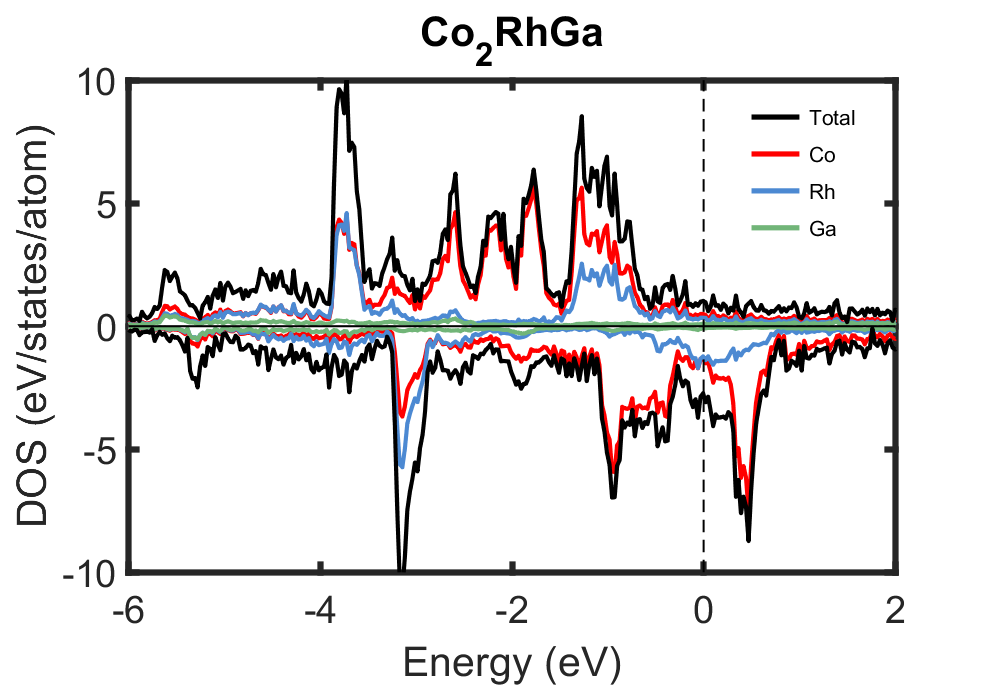 Co₂RhGa
10
5
0
-5
-10
DOS (eV/states/atom)
Total
Co
Rh
Ga
-6 -4 -2 0 2
Energy (eV)